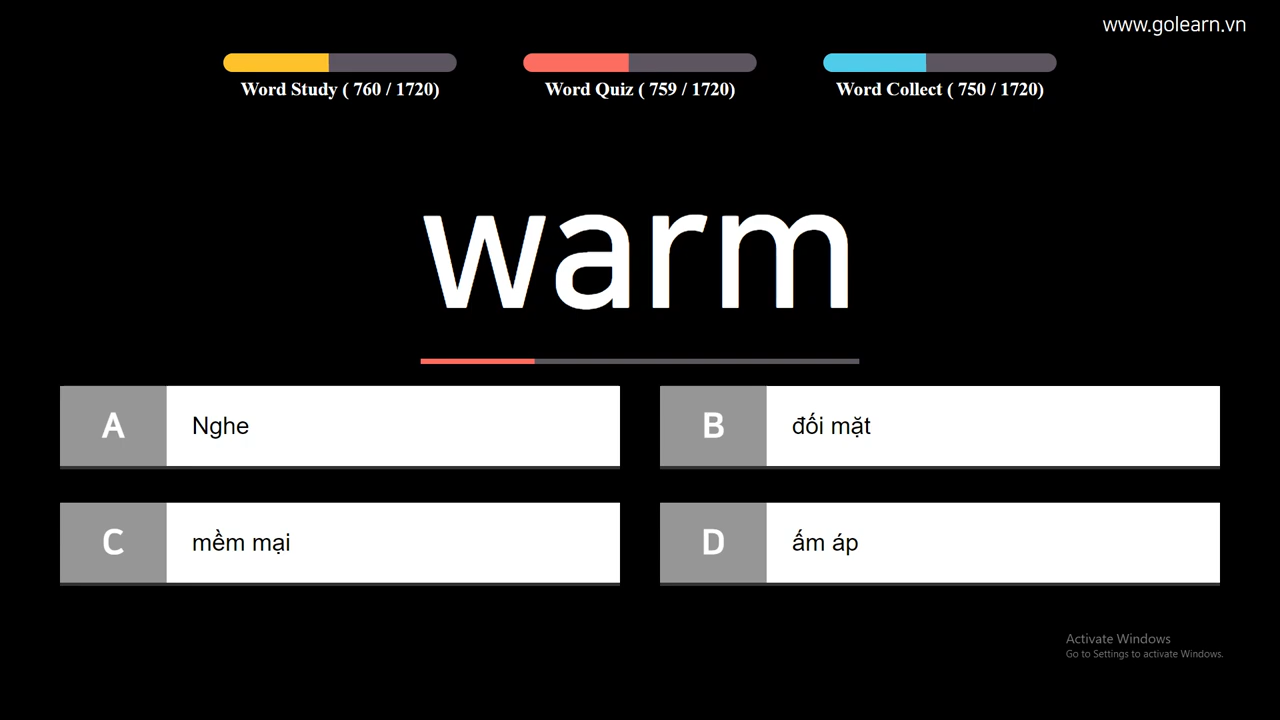 www.golearn.vn
Word Study ( 760 / 1720)
Word Quiz ( 759 / 1720)
Word Collect ( 750 / 1720)
warm
A Nghe
B đối mặt
C mềm mại
D ấm áp
Activate Windows
Go to Settings to activate Windows.